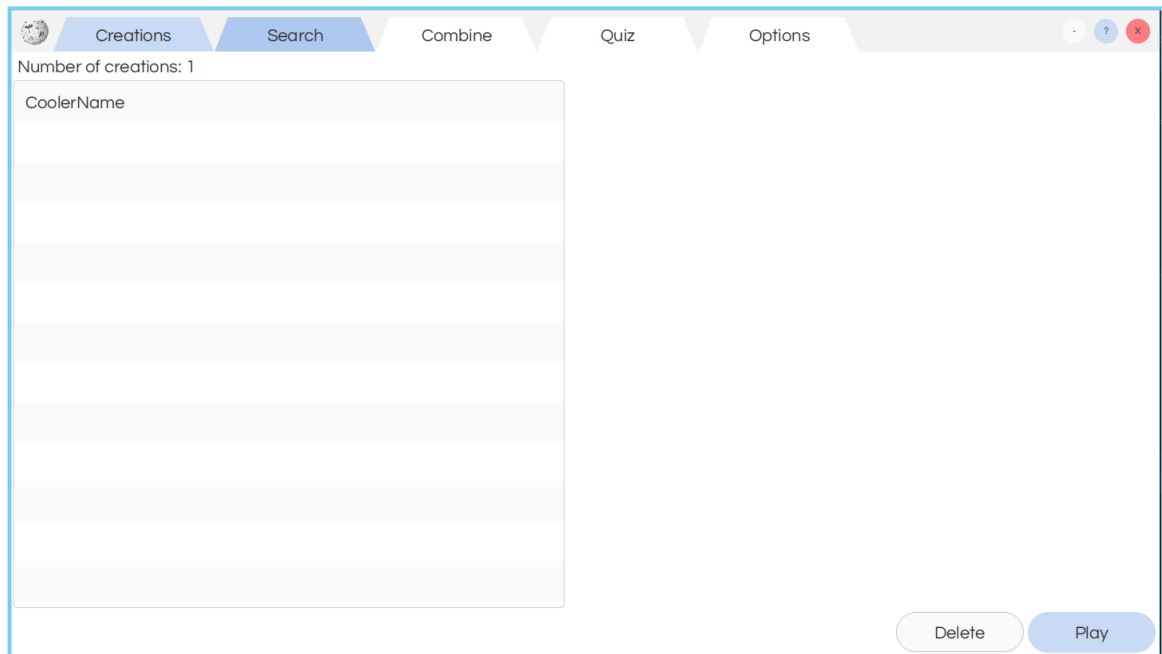 Creations Search Combine Quiz Options - ? x
Number of creations: 1
CoolerName
Delete Play